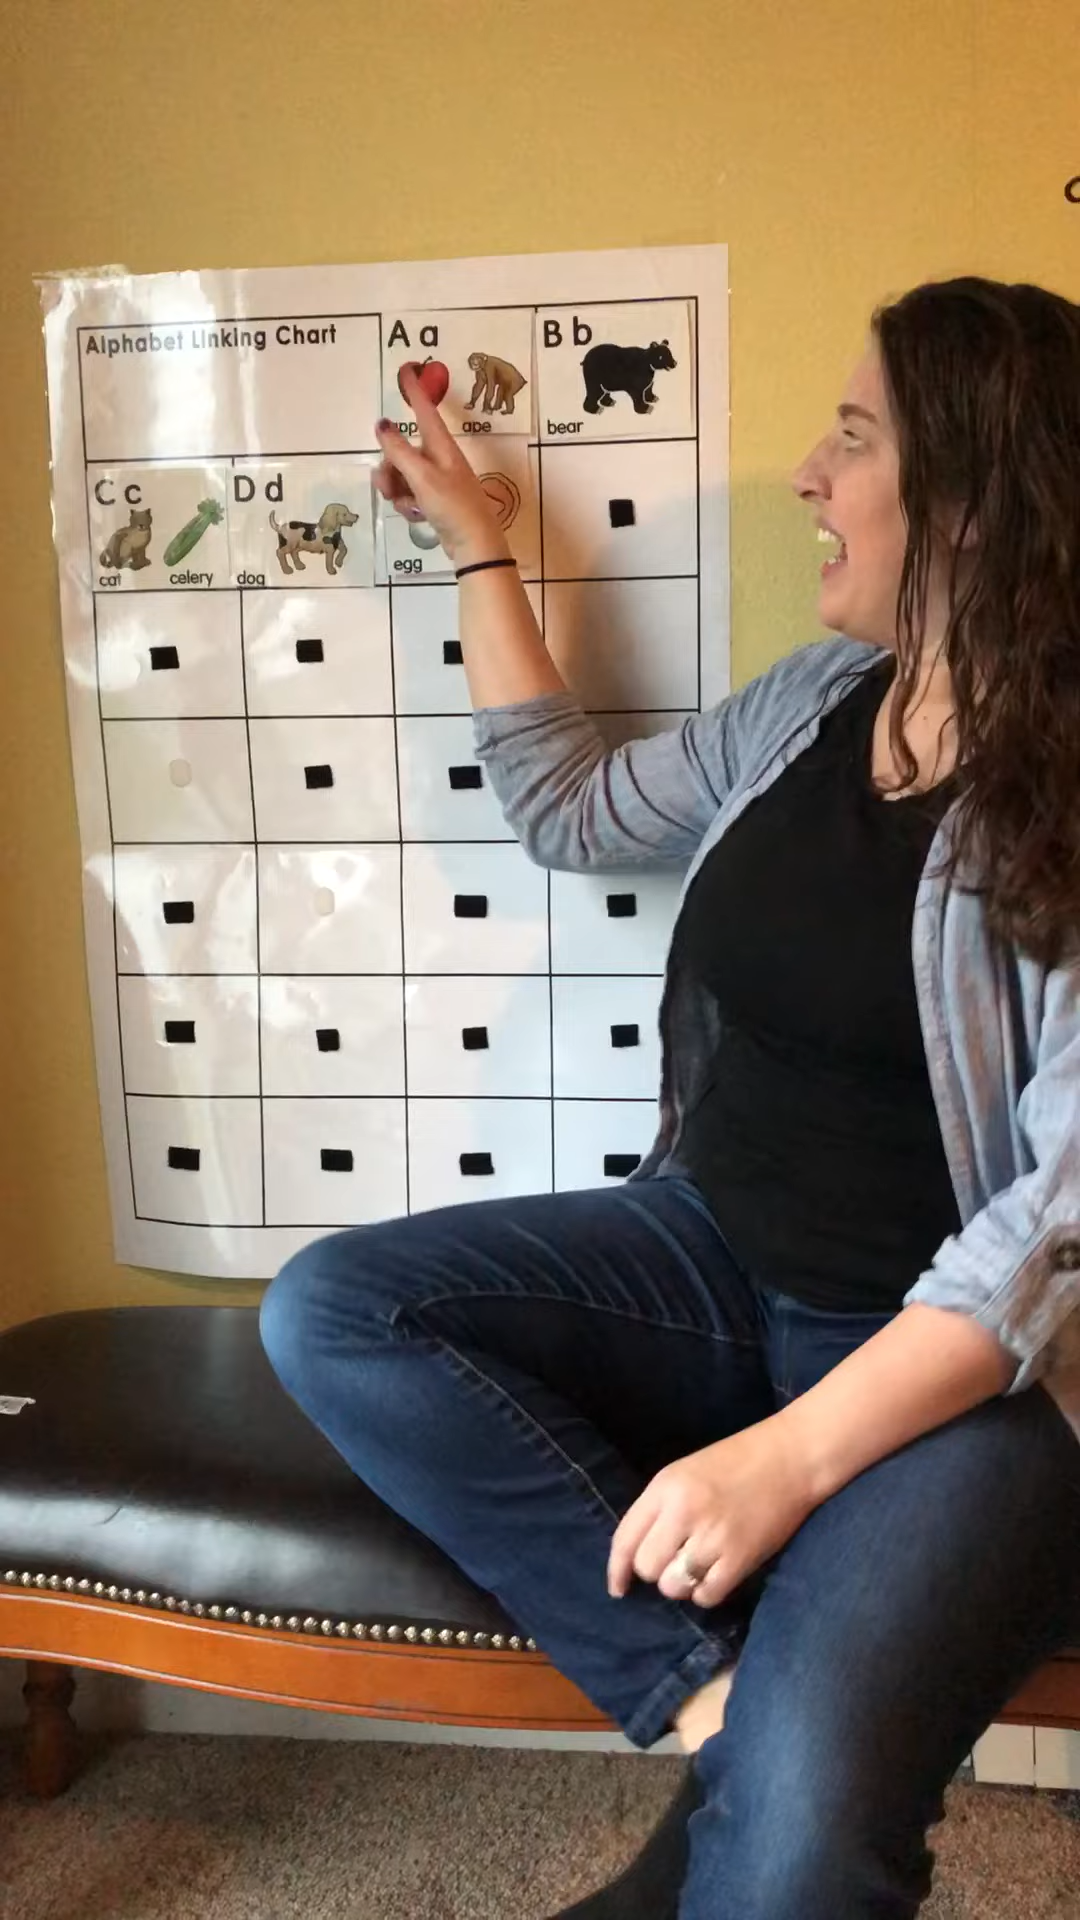 Alphabet Linking Chart
A a
ape
B b
bear
C c
cat celery
D d
dog
egg